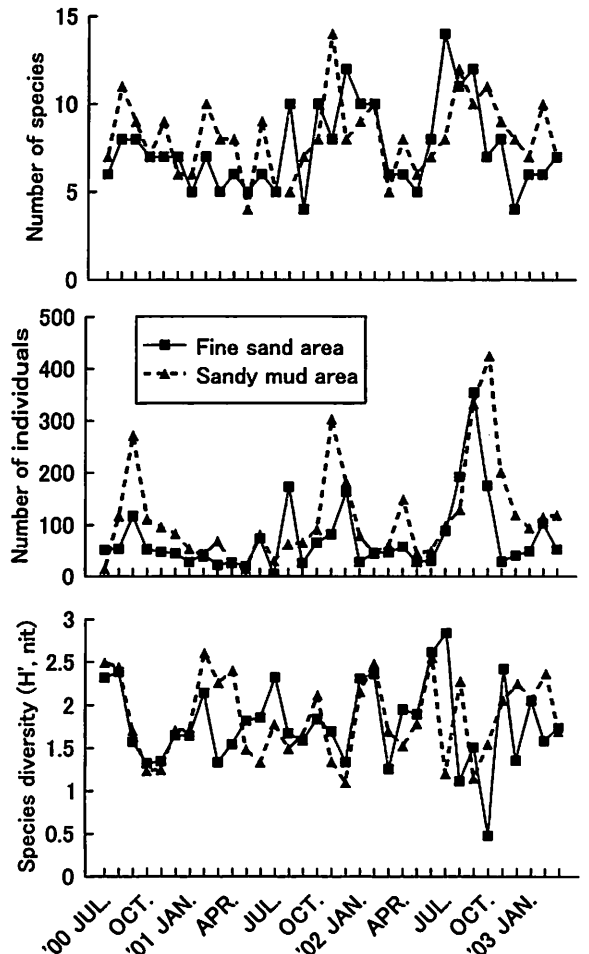 Number of species
15
10
5
0
Number of individuals
500
400
300
200
100
0
Fine sand area
Sandy mud area
Species diversity (H', nit)
3
2.5
2
1.5
1
0.5
0
'00 JUL.
OCT.
'01 JAN.
APR.
JUL.
OCT.
'02 JAN.
APR.
JUL.
OCT.
'03 JAN.